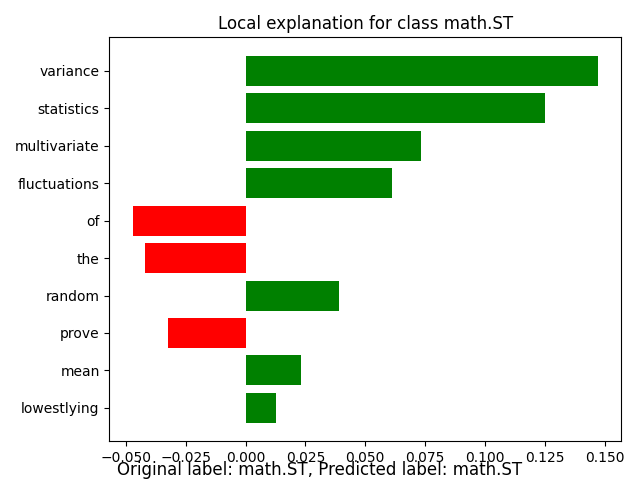 Local explanation for class math.ST
variance
statistics
multivariate
fluctuations
of
the
random
prove
mean
lowestlying
−0.050 −0.025 0.000 0.025 0.050 0.075 0.100 0.125 0.150
Original label: math.ST, Predicted label: math.ST